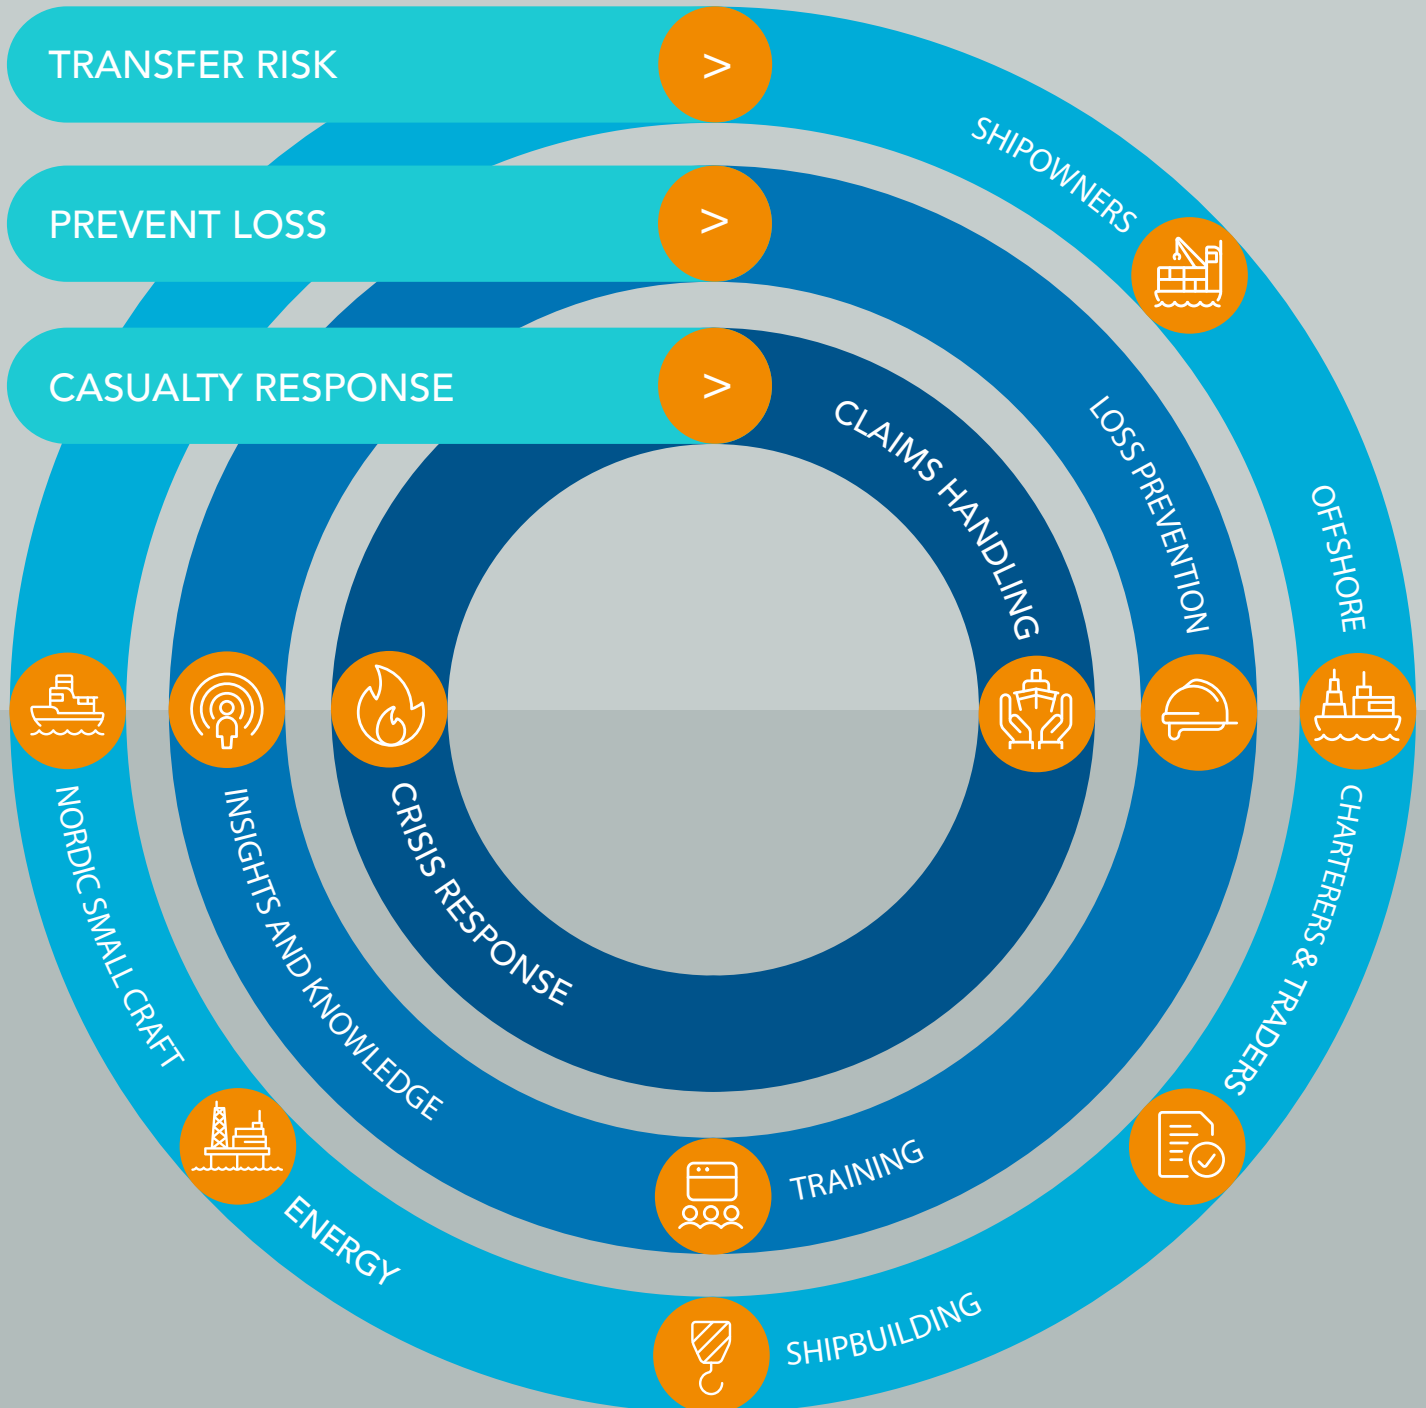 TRANSFER RISK
>
SHIPOWNERS
OFFSHORE
CHARTERERS & TRADERS
SHIPBUILDING
ENERGY
NORDIC SMALL CRAFT
PREVENT LOSS
>
LOSS PREVENTION
TRAINING
INSIGHTS AND KNOWLEDGE
CASUALTY RESPONSE
>
CLAIMS HANDLING
CRISIS RESPONSE